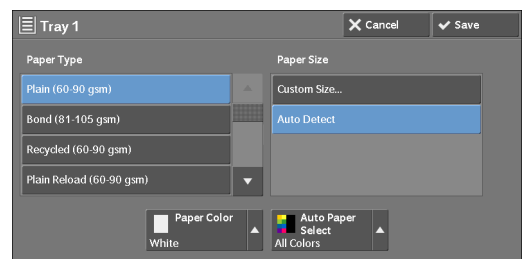 Tray 1
Cancel
Save
Paper Type
Paper Size
Plain (60-90 gsm)
Bond (81-105 gsm)
Recycled (60-90 gsm)
Plain Reload (60-90 gsm)
Custom Size...
Auto Detect
Paper Color
White
Auto Paper
Select
All Colors